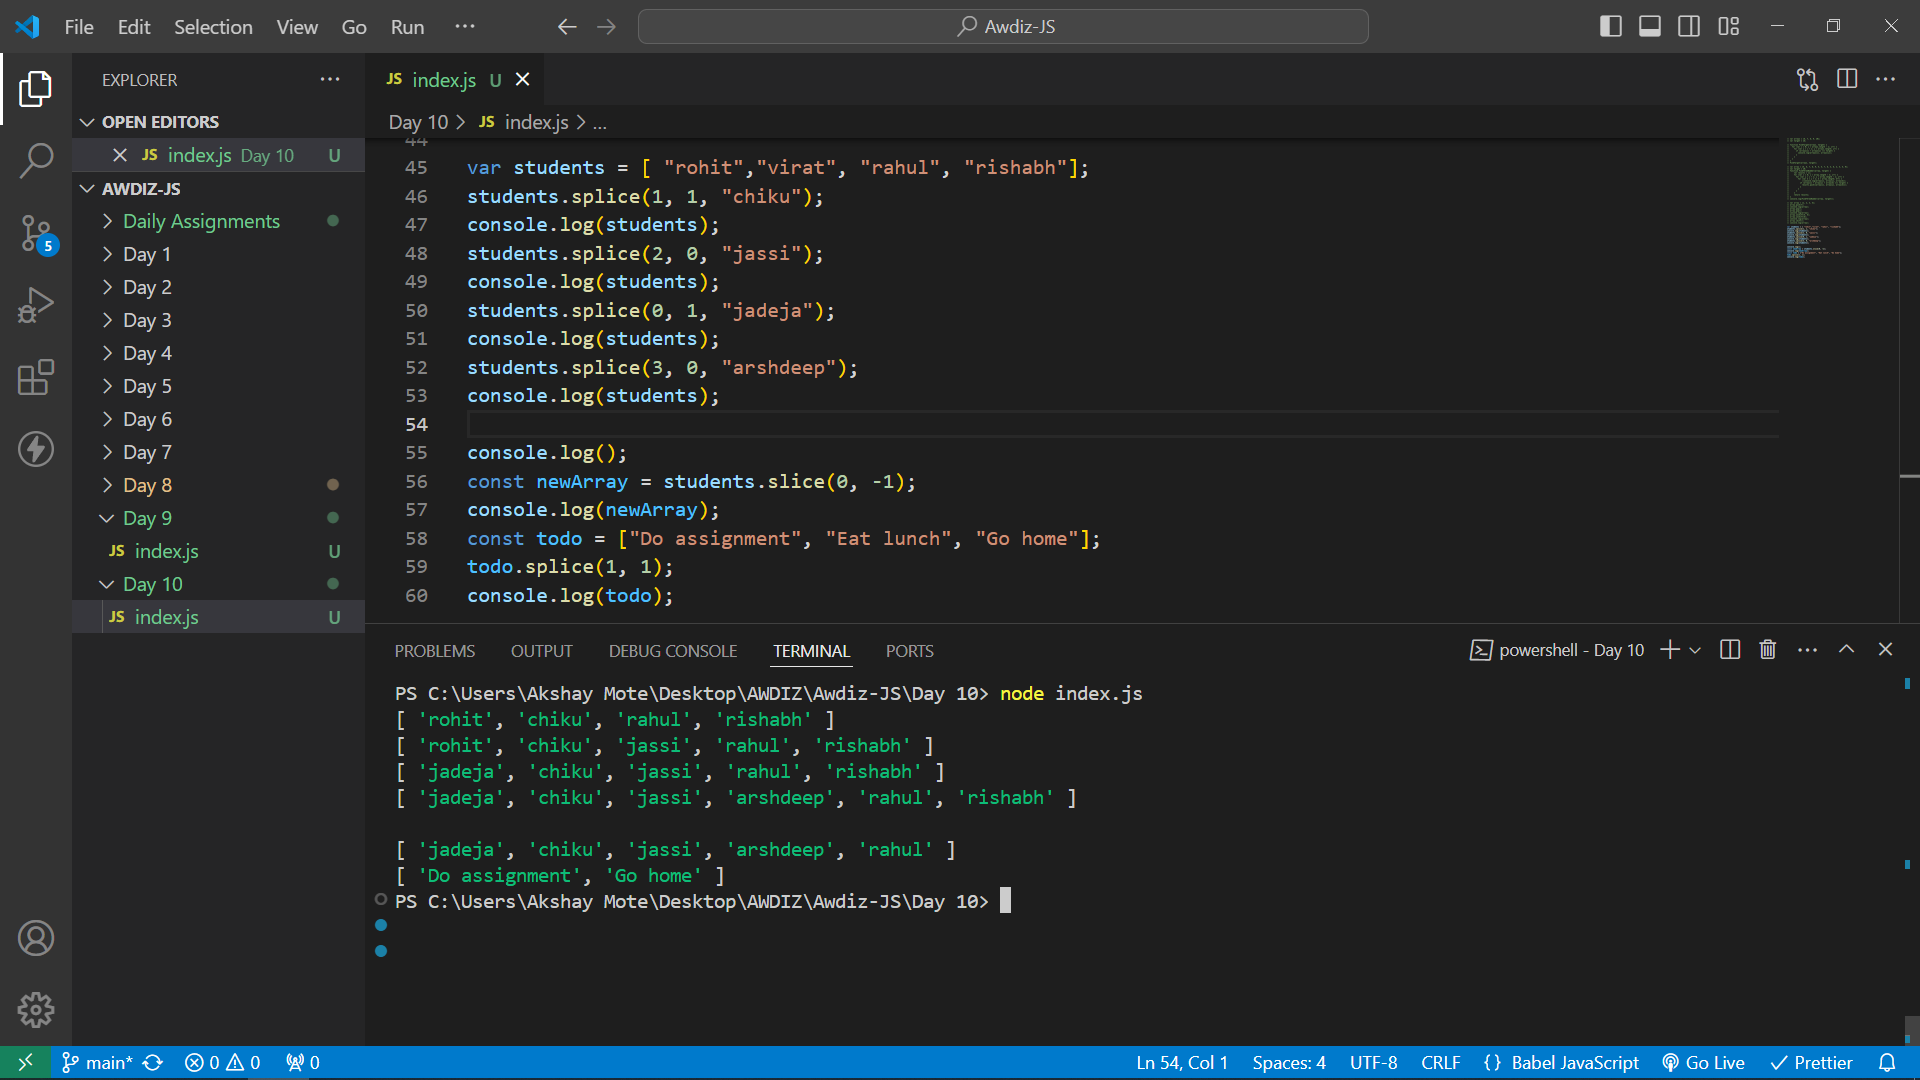 File Edit Selection View Go Run ··· Awdiz-JS
EXPLORER ···
OPEN EDITORS
JS index.js Day 10 U
AWDIZ-JS
Daily Assignments
Day 1
Day 2
Day 3
Day 4
Day 5
Day 6
Day 7
Day 8
Day 9
JS index.js U
Day 10
JS index.js U
5
JS index.js U
Day 10 > JS index.js > ...
44
45 var students = [ "rohit","virat", "rahul", "rishabh"];
46 students.splice(1, 1, "chiku");
47 console.log(students);
48 students.splice(2, 0, "jassi");
49 console.log(students);
50 students.splice(0, 1, "jadeja");
51 console.log(students);
52 students.splice(3, 0, "arshdeep");
53 console.log(students);
54
55 console.log();
56 const newArray = students.slice(0, -1);
57 console.log(newArray);
58 const todo = ["Do assignment", "Eat lunch", "Go home"];
59 todo.splice(1, 1);
60 console.log(todo);
PROBLEMS OUTPUT DEBUG CONSOLE TERMINAL PORTS powershell - Day 10
PS C:\Users\Akshay Mote\Desktop\AWDIZ\Awdiz-JS\Day 10> node index.js
[ 'rohit', 'chiku', 'rahul', 'rishabh' ]
[ 'rohit', 'chiku', 'jassi', 'rahul', 'rishabh' ]
[ 'jadeja', 'chiku', 'jassi', 'rahul', 'rishabh' ]
[ 'jadeja', 'chiku', 'jassi', 'arshdeep', 'rahul', 'rishabh' ]
[ 'jadeja', 'chiku', 'jassi', 'arshdeep', 'rahul' ]
[ 'Do assignment', 'Go home' ]
PS C:\Users\Akshay Mote\Desktop\AWDIZ\Awdiz-JS\Day 10>
main* 0 0 0 Ln 54, Col 1 Spaces: 4 UTF-8 CRLF {} Babel JavaScript Go Live Prettier